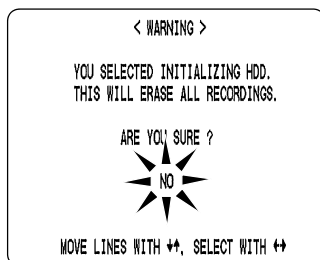 < WARNING >
YOU SELECTED INITIALIZING HDD.
THIS WILL ERASE ALL RECORDINGS.
ARE YOU SURE ?
NO
MOVE LINES WITH ↓↑, SELECT WITH ←→